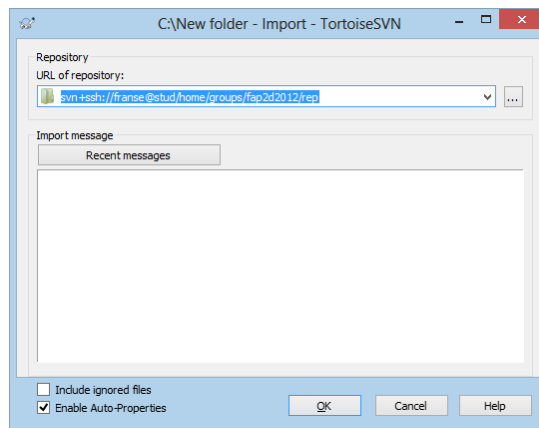 C:\New folder - Import - TortoiseSVN
Repository
URL of repository:
svn+ssh://franse@stud/home/groups/fap2d2012/rep
...
Import message
Recent messages
Include ignored files
Enable Auto-Properties
OK
Cancel
Help